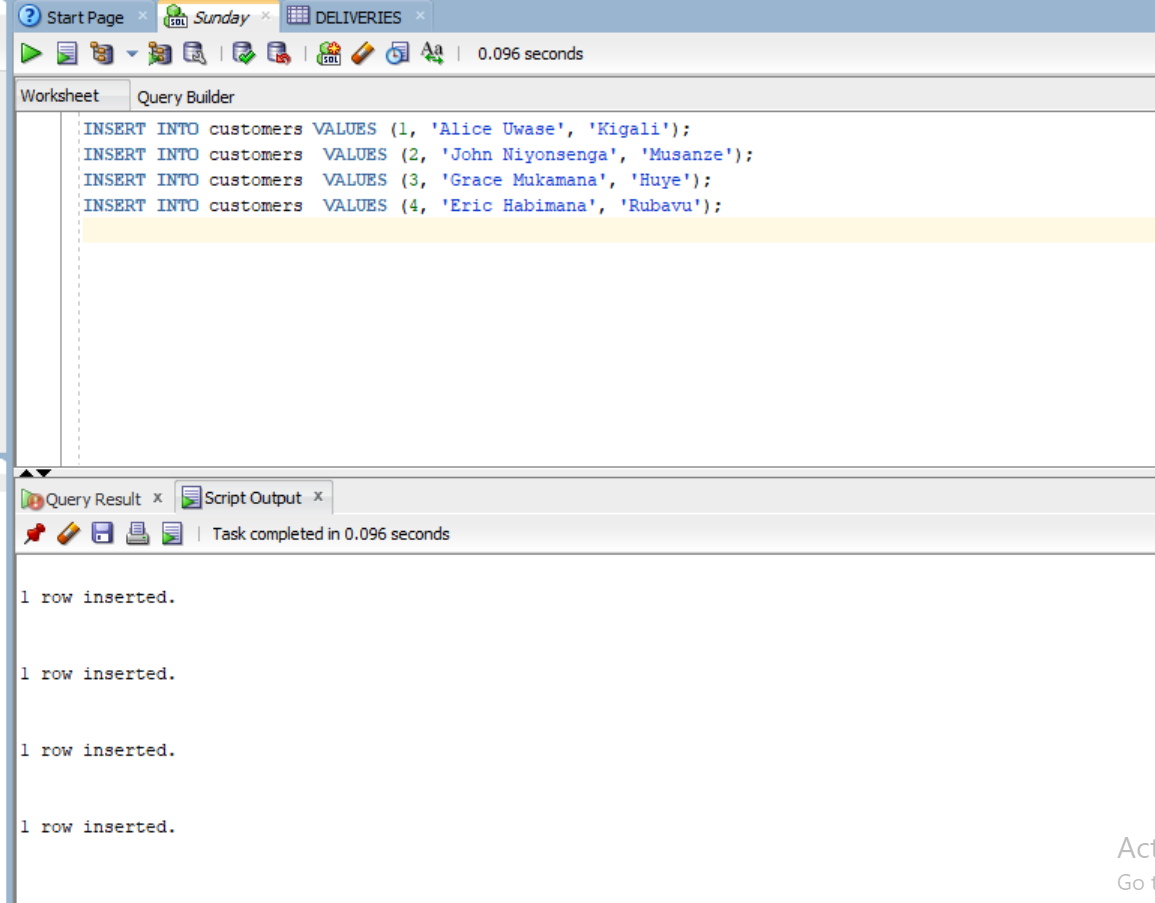 Start Page
Sunday
DELIVERIES
0.096 seconds
Worksheet
Query Builder
INSERT INTO customers VALUES (1, 'Alice Uwase', 'Kigali');
INSERT INTO customers  VALUES (2, 'John Niyonsenga', 'Musanze');
INSERT INTO customers  VALUES (3, 'Grace Mukamana', 'Huye');
INSERT INTO customers  VALUES (4, 'Eric Habimana', 'Rubavu');
Query Result x
Script Output x
Task completed in 0.096 seconds
1 row inserted.
1 row inserted.
1 row inserted.
1 row inserted.
Act
Go t